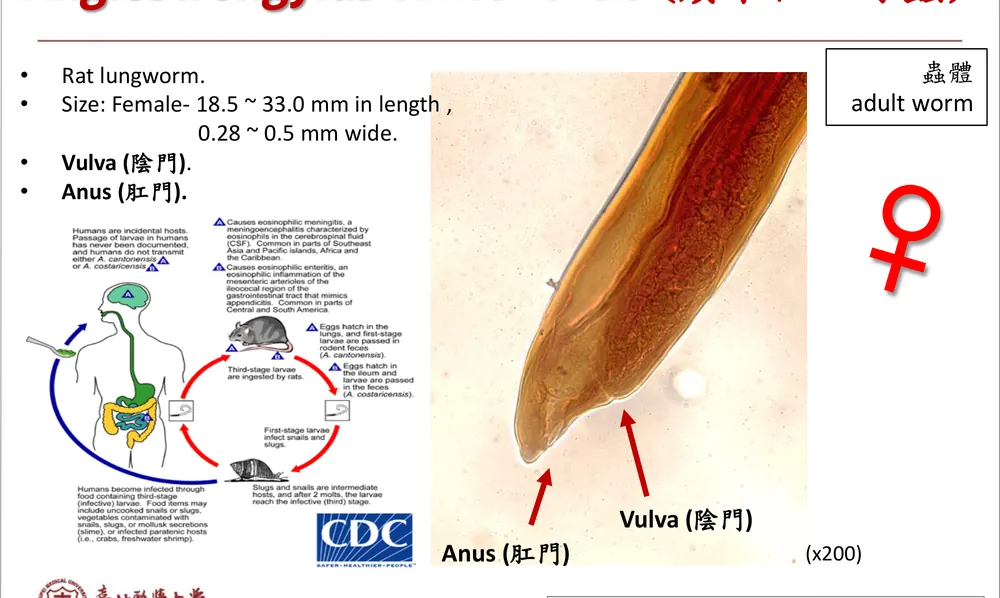 • Rat lungworm.
• Size: Female- 18.5 ~ 33.0 mm in length ,
0.28 ~ 0.5 mm wide.
• Vulva (陰門).
• Anus (肛門).
蟲體
adult worm
Humans are incidental hosts.
Passage of larvae in humans
has never been documented,
and humans do not transmit
either A. cantonensis
or A. costaricensis
Causes eosinophilic meningitis, a
meningoencephalitis characterized by
eosinophils in the cerebrospinal fluid
(CSF). Common in parts of Southeast
Asia and Pacific islands, Africa and
the Caribbean.
Causes eosinophilic enteritis, an
eosinophilic inflammation of the
mesenteric arterioles of the
ileocecal region of the
gastrointestinal tract that mimics
appendicitis. Common in parts of
Central and South America.
Eggs hatch in the
lungs, and first-stage
larvae are passed in
rodent feces
(A. cantonensis).
Third-stage larvae
are ingested by rats.
Eggs hatch in
the ileum and
larvae are passed
in the feces
(A. costaricensis).
First-stage larvae
infect snails and
slugs.
Humans become infected through
food containing third-stage
(infective) larvae. Food items may
include uncooked snails or slugs,
vegetables contaminated with
snails, slugs, or mollusk secretions
(slime), or infected paratenic hosts
(i.e., crabs, freshwater shrimp).
Slugs and snails are intermediate
hosts, and after 2 molts, the larvae
reach the infective (third) stage.
CDC
SAFER·HEALTHIER·PEOPLE™
Vulva (陰門)
Anus (肛門)
(x200)